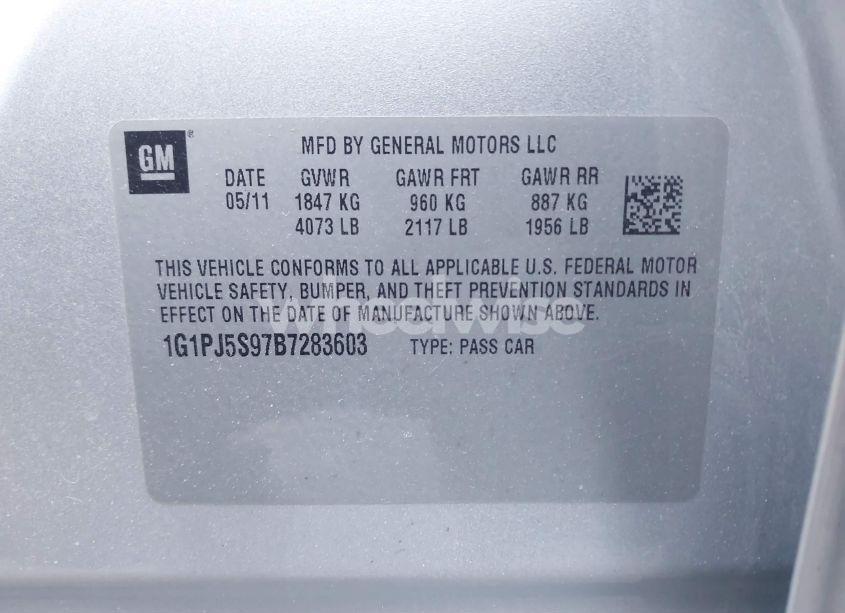 GM ®
MFD BY GENERAL MOTORS LLC
DATE GVWR GAWR FRT GAWR RR
05/11 1847 KG 960 KG 887 KG
4073 LB 2117 LB 1956 LB
THIS VEHICLE CONFORMS TO ALL APPLICABLE U.S. FEDERAL MOTOR
VEHICLE SAFETY, BUMPER, AND THEFT PREVENTION STANDARDS IN
EFFECT ON THE DATE OF MANUFACTURE SHOWN ABOVE.
wheelwise
1G1PJ5S97B7283603 TYPE: PASS CAR